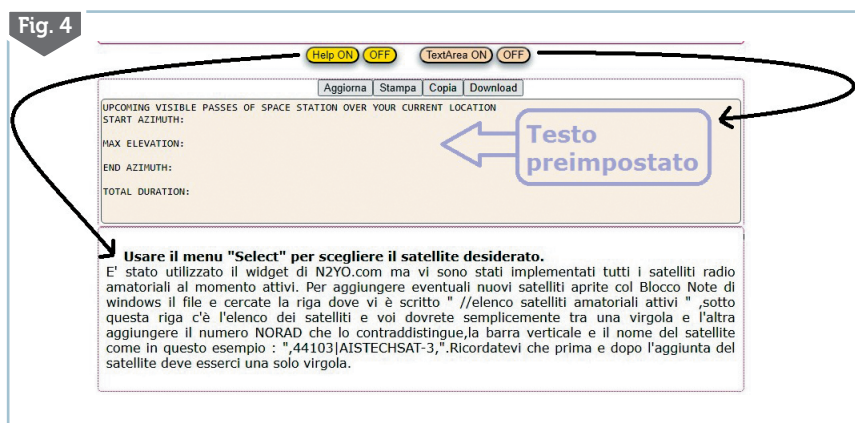 Fig. 4
Help ON OFF TextArea ON OFF
Aggiorna Stampa Copia Download
UPCOMING VISIBLE PASSES OF SPACE STATION OVER YOUR CURRENT LOCATION
START AZIMUTH:
MAX ELEVATION:
END AZIMUTH:
TOTAL DURATION:
Testo
preimpostato
Usare il menu "Select" per scegliere il satellite desiderato.
E' stato utilizzato il widget di N2YO.com ma vi sono stati implementati tutti i satelliti radio
amatoriali al momento attivi. Per aggiungere eventuali nuovi satelliti aprite col Blocco Note di
windows il file e cercate la riga dove vi è scritto " //elenco satelliti amatoriali attivi " ,sotto
questa riga c'è l'elenco dei satelliti e voi dovrete semplicemente tra una virgola e l'altra
aggiungere il numero NORAD che lo contraddistingue,la barra verticale e il nome del satellite
come in questo esempio : ",44103|AISTECHSAT-3,".Ricordatevi che prima e dopo l'aggiunta del
satellite deve esserci una solo virgola.